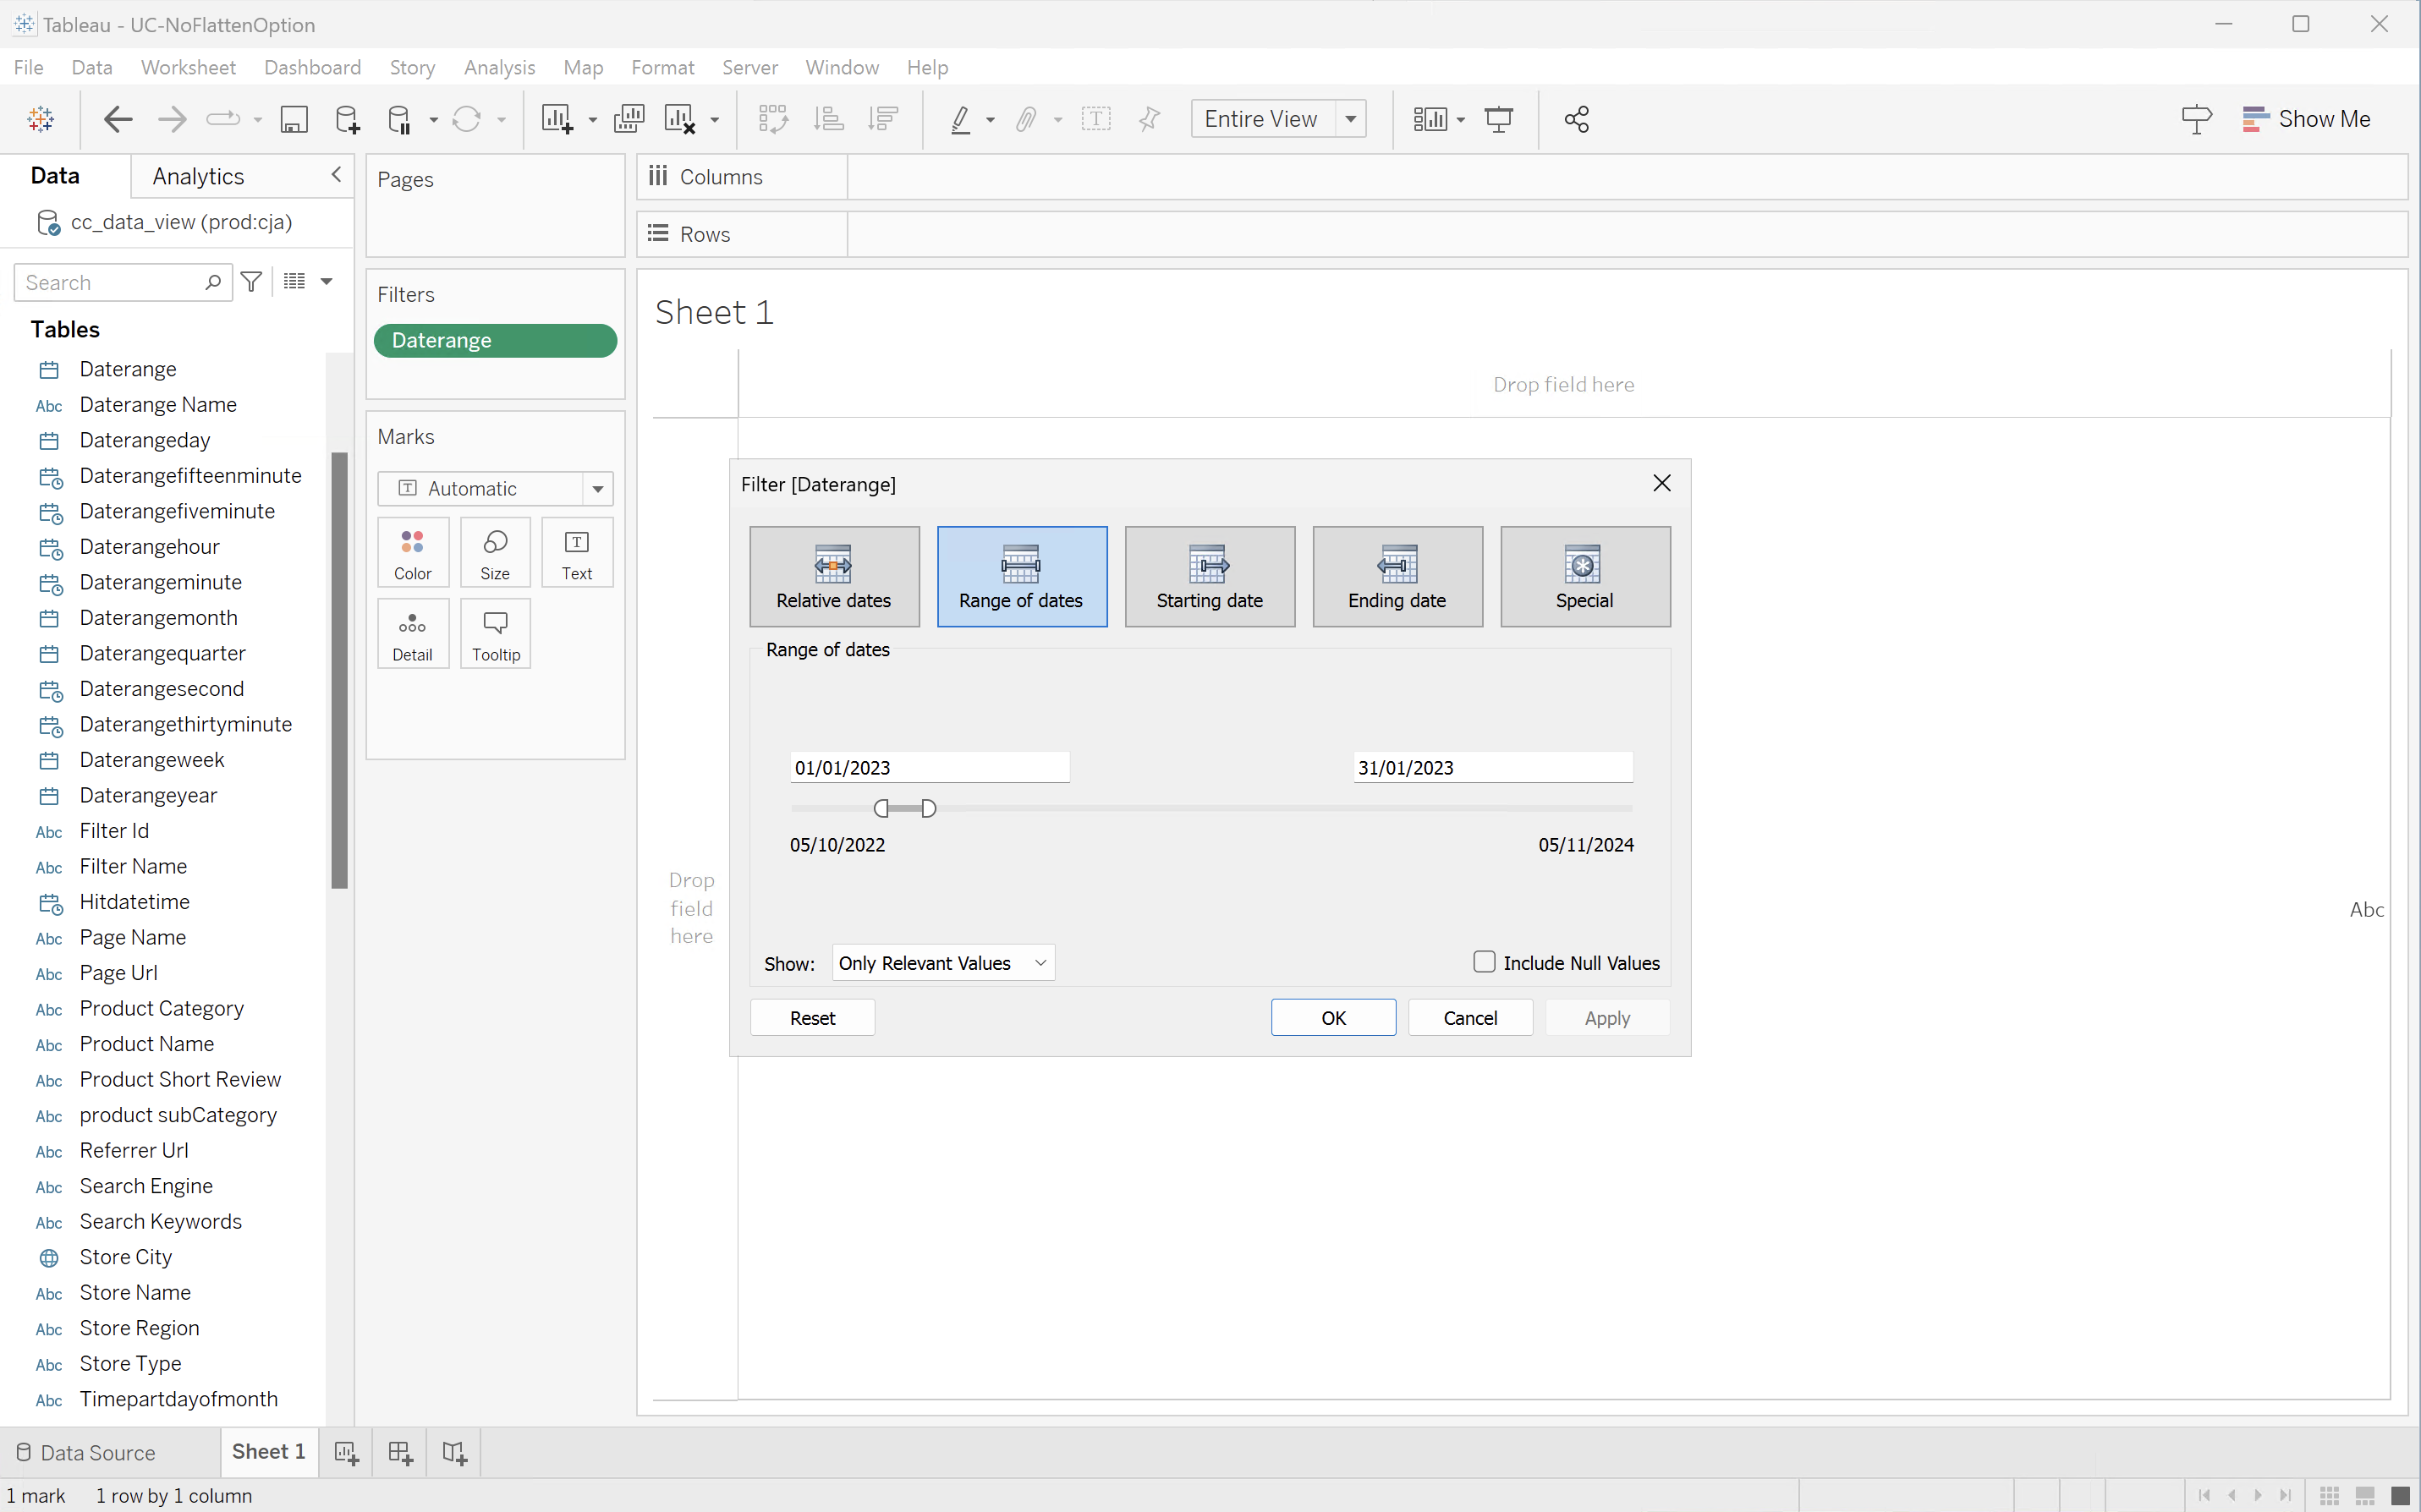 Tableau - UC-NoFlattenOption
File Data Worksheet Dashboard Story Analysis Map Format Server Window Help
Entire View
Show Me
Data
Analytics
cc_data_view (prod:cja)
Search
Tables
Daterange
Abc Daterange Name
Daterangeday
Daterangefifteenminute
Daterangefiveminute
Daterangehour
Daterangeminute
Daterangemonth
Daterangequarter
Daterangesecond
Daterangethirtyminute
Daterangeweek
Daterangeyear
Abc Filter Id
Abc Filter Name
Hitdatetime
Abc Page Name
Abc Page Url
Abc Product Category
Abc Product Name
Abc Product Short Review
Abc product subCategory
Abc Referrer Url
Abc Search Engine
Abc Search Keywords
Store City
Abc Store Name
Abc Store Region
Abc Store Type
Abc Timepartdayofmonth
Pages
Filters
Daterange
Marks
T Automatic
Color
Size
T Text
Detail
Tooltip
Columns
Rows
Sheet 1
Drop field here
Drop
field
here
Abc
Filter [Daterange]
Relative dates
Range of dates
Starting date
Ending date
Special
Range of dates
01/01/2023
31/01/2023
05/10/2022
05/11/2024
Show: Only Relevant Values
Include Null Values
Reset
OK
Cancel
Apply
Data Source
Sheet 1
1 mark 1 row by 1 column